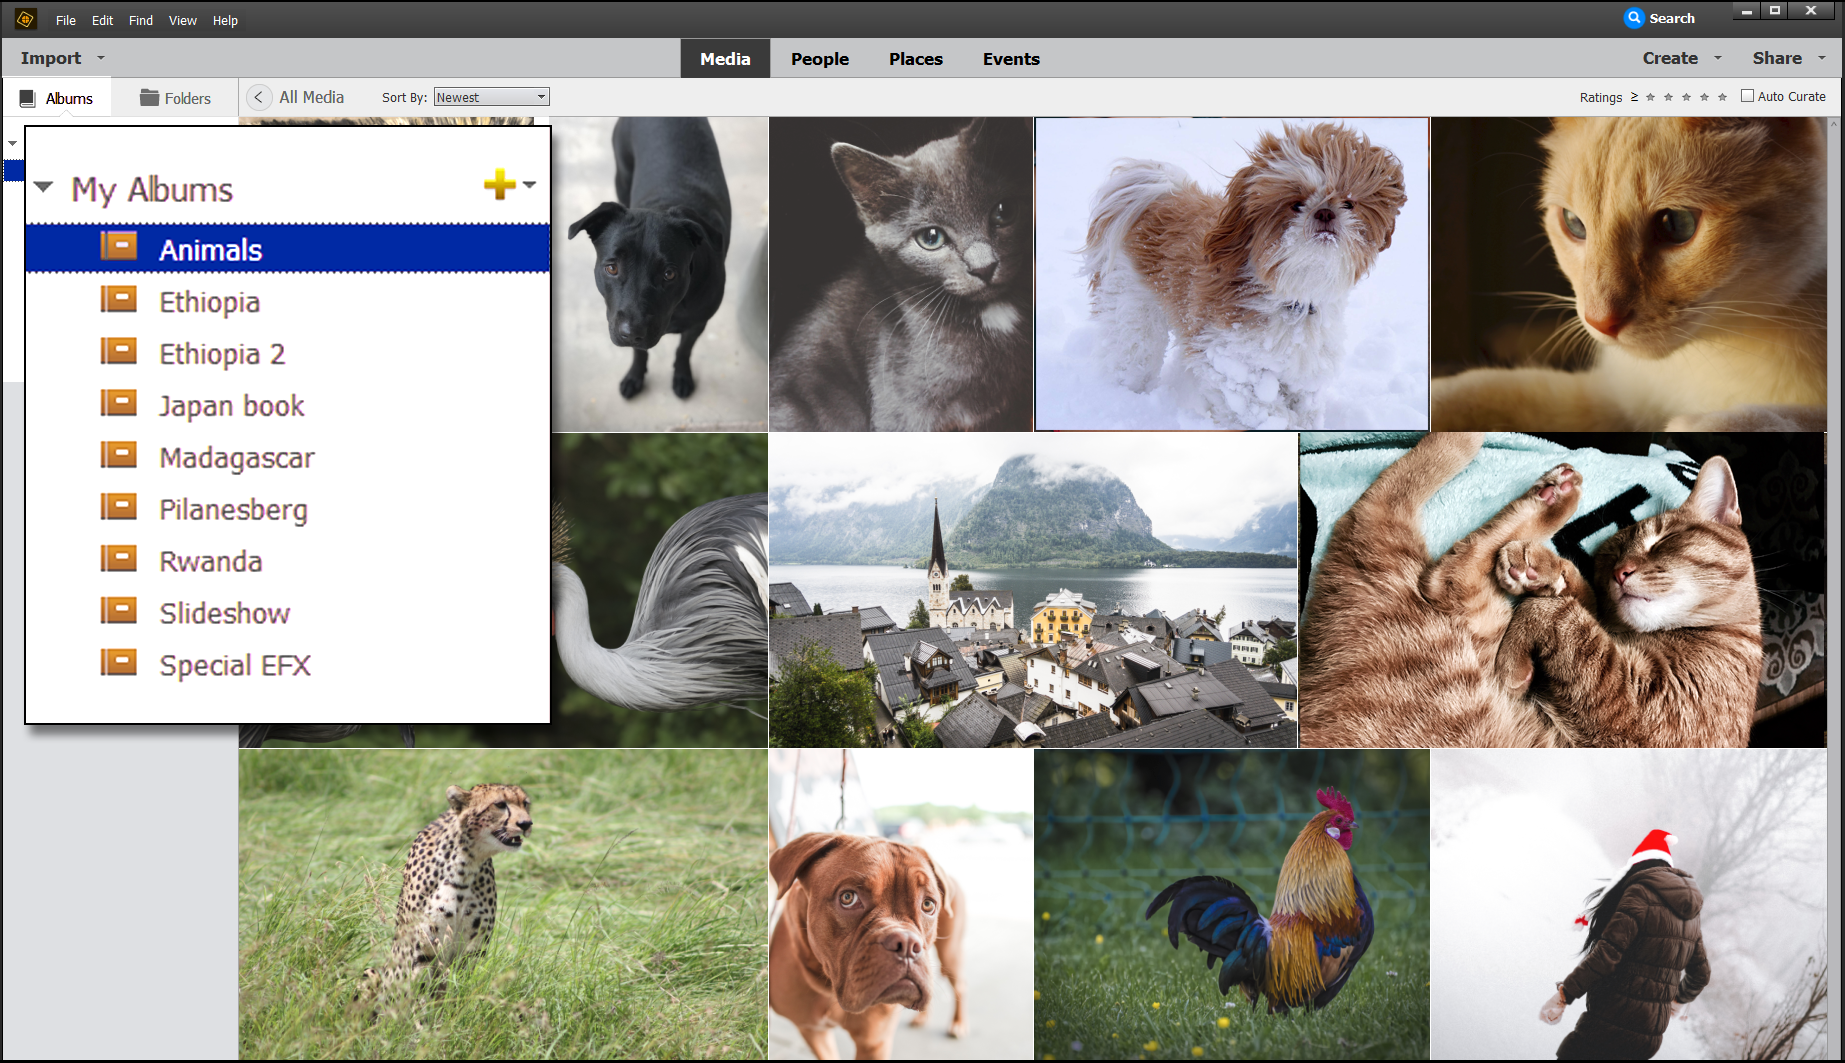 File Edit Find View Help
Search
Import
Media People Places Events
Create Share
Albums Folders
All Media Sort By: Newest
Ratings ≥ Auto Curate
My Albums
Animals
Ethiopia
Ethiopia 2
Japan book
Madagascar
Pilanesberg
Rwanda
Slideshow
Special EFX